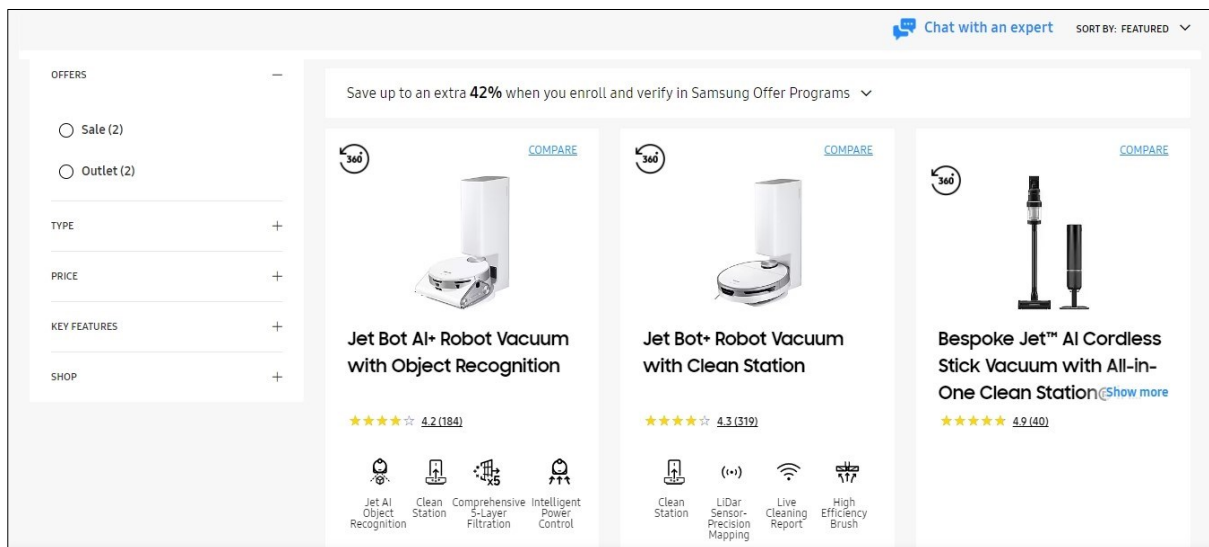 Chat with an expert SORT BY: FEATURED
OFFERS
Sale (2)
Outlet (2)
TYPE
PRICE
KEY FEATURES
SHOP
Save up to an extra 42% when you enroll and verify in Samsung Offer Programs
360
COMPARE
Jet Bot AI+ Robot Vacuum
with Object Recognition
4.2 (184)
Jet AI
Object
Recognition
Clean
Station
x5
Comprehensive
5-Layer
Filtration
Intelligent
Power
Control
360
COMPARE
Jet Bot+ Robot Vacuum
with Clean Station
4.3 (319)
Clean
Station
LiDar
Sensor-
Precision
Mapping
Live
Cleaning
Report
High
Efficiency
Brush
COMPARE
360
Bespoke Jet™ AI Cordless
Stick Vacuum with All-in-
One Clean Station Show more
4.9 (40)